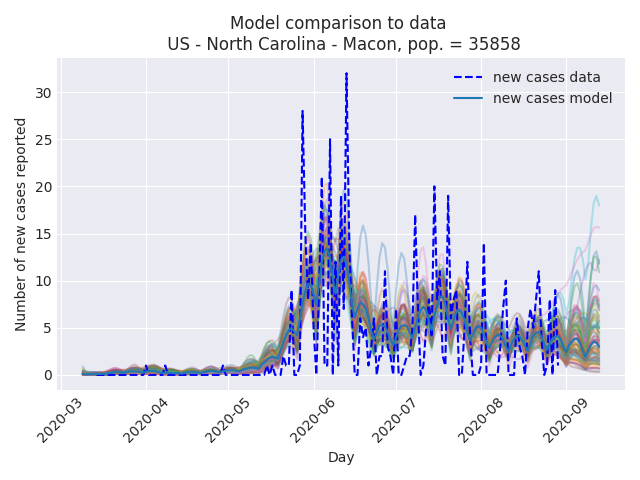 Model comparison to data
US - North Carolina - Macon, pop. = 35858
new cases data
new cases model
Number of new cases reported
30
25
20
15
10
5
0
2020-03
2020-04
2020-05
2020-06
2020-07
2020-08
2020-09
Day